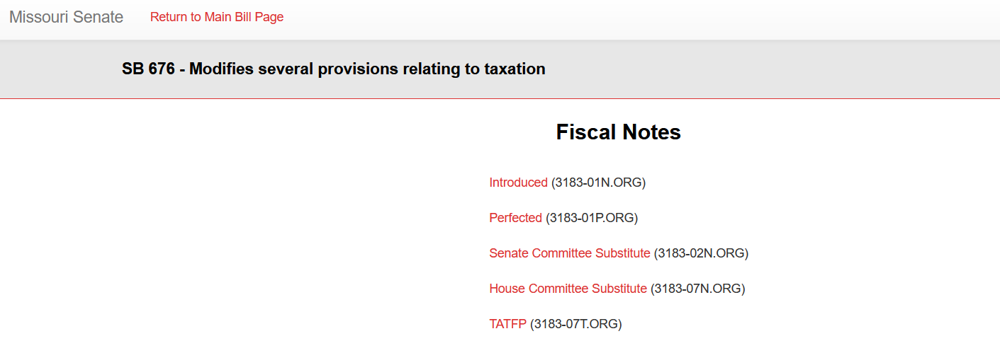 Missouri Senate Return to Main Bill Page
SB 676 - Modifies several provisions relating to taxation
Fiscal Notes
Introduced (3183-01N.ORG)
Perfected (3183-01P.ORG)
Senate Committee Substitute (3183-02N.ORG)
House Committee Substitute (3183-07N.ORG)
TATFP (3183-07T.ORG)